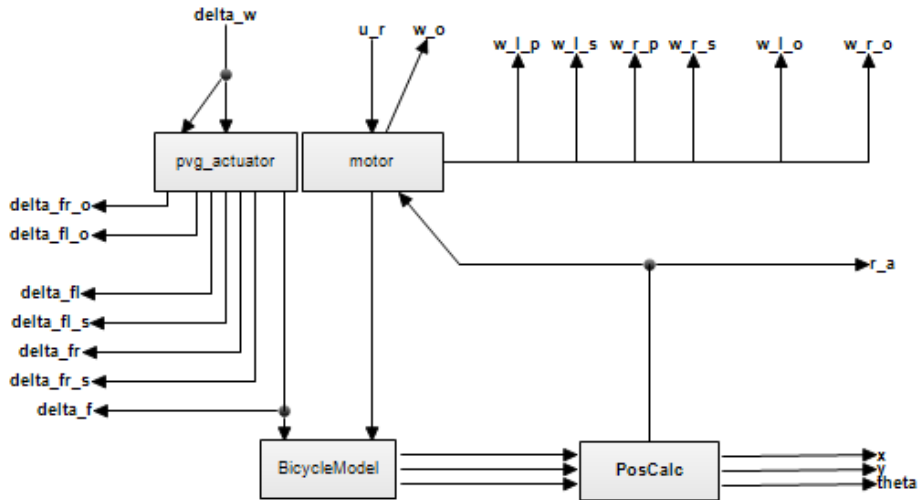 delta_w
u_r
w_o
w_l_p
w_l_s
w_r_p
w_r_s
w_l_o
w_r_o
pvg_actuator
motor
delta_fr_o
delta_fl_o
r_a
delta_fl
delta_fl_s
delta_fr
delta_fr_s
delta_f
BicycleModel
PosCalc
x
y
theta